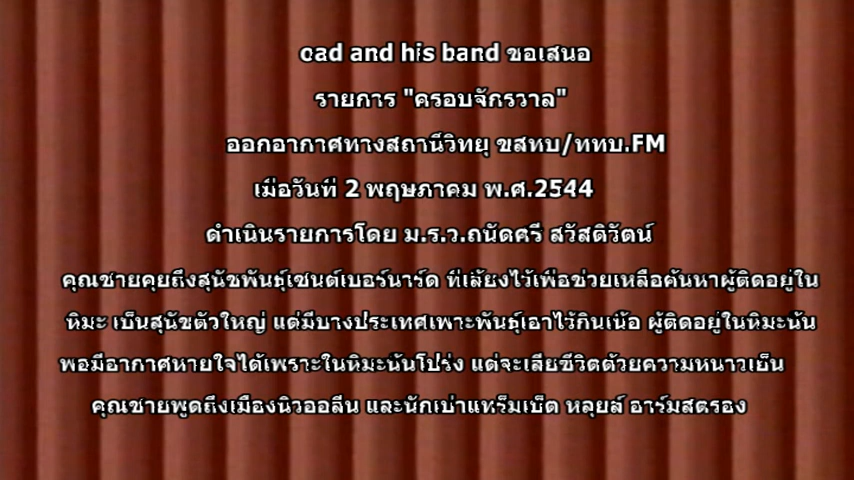 cad and his band ขอเสนอ
รายการ "ครอบจักรวาล"
ออกอากาศทางสถานีวิทยุ ขสทบ/ททบ.FM
เมื่อวันที่ 2 พฤษภาคม พ.ศ.2544
ดำเนินรายการโดย ม.ร.ว.ถนัดศรี สวัสดิวัตน์
คุณชายคุยถึงสุนัขพันธุ์เซนต์เบอร์นาร์ด ที่เลี้ยงไว้เพื่อช่วยเหลือค้นหาผู้ติดอยู่ใน
หิมะ เป็นสุนัขตัวใหญ่ แต่มีบางประเทศเพาะพันธุ์เอาไว้กินเนื้อ ผู้ติดอยู่ในหิมะนั้น
พอมีอากาศหายใจได้เพราะในหิมะนั้นโปร่ง แต่จะเสียชีวิตด้วยความหนาวเย็น
คุณชายพูดถึงเมืองนิวออลีน และนักเป่าแทร็มเป็ต หลุยส์ อาร์มสตรอง